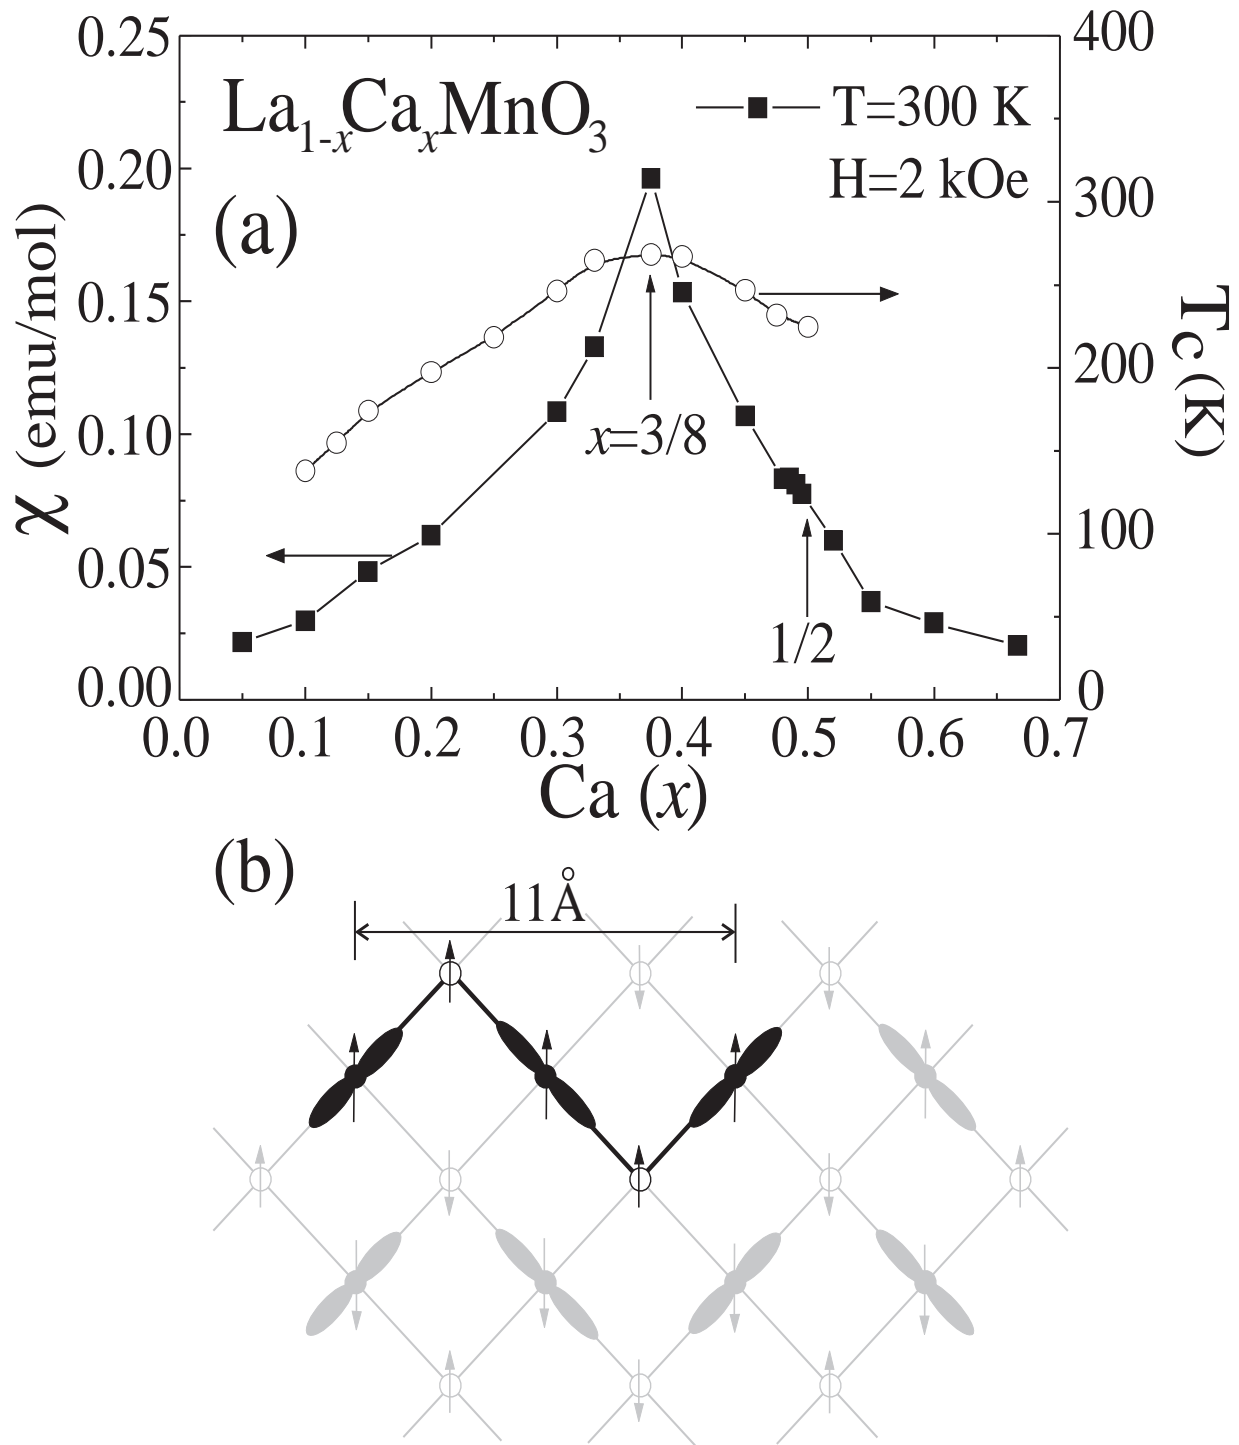 0.25
0.20
0.15
0.10
0.05
0.00
χ (emu/mol)
La1-xCaxMnO3
(a)
T=300 K
H=2 kOe
x=3/8
1/2
400
300
200
100
0
Tc (K)
0.0 0.1 0.2 0.3 0.4 0.5 0.6 0.7
Ca (x)
(b)
11Å